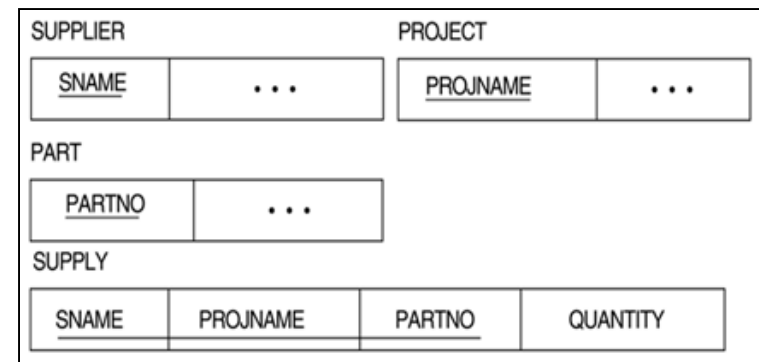 SUPPLIER PROJECT
SNAME • • • PROJNAME • • •
PART
PARTNO • • •
SUPPLY
SNAME PROJNAME PARTNO QUANTITY